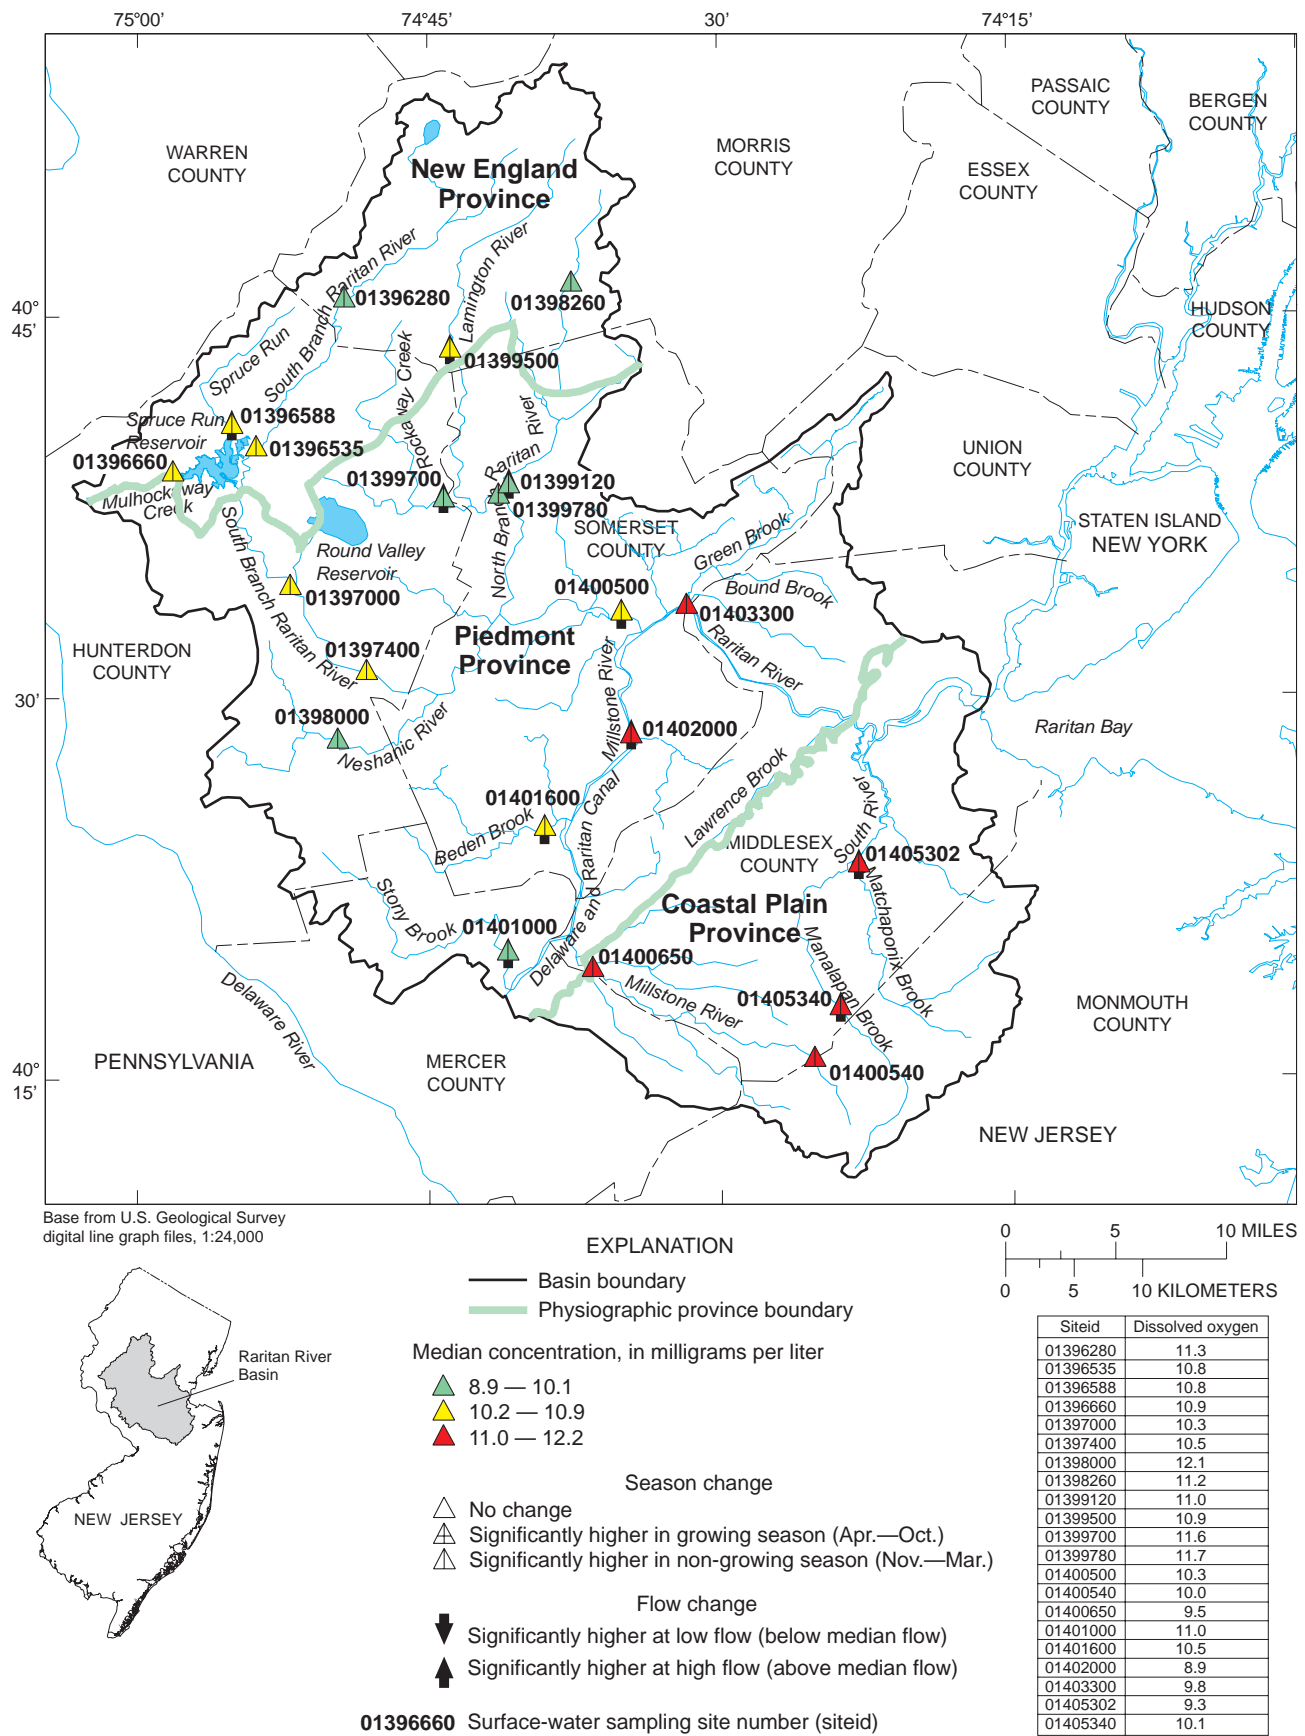 75°00'
74°45'
30'
74°15'
PASSAIC
COUNTY
BERGEN
COUNTY
WARREN
COUNTY
MORRIS
COUNTY
ESSEX
COUNTY
New England
Province
South Branch Raritan River
Lamington River
01396280
01398260
40°
45'
HUDSON
COUNTY
Spruce Run
Rockaway Creek
01399500
01396588
Spruce Run
Reservoir
01396535
01396660
Mulhockaway
Creek
North Branch Raritan River
01399700
01399120
01399780
UNION
COUNTY
SOMERSET
COUNTY
Green Brook
STATEN ISLAND
NEW YORK
Round Valley
Reservoir
South Branch Raritan River
01397000
01400500
Bound Brook
01403300
HUNTERDON
COUNTY
Piedmont
Province
01397400
Raritan River
Millstone River
30'
01398000
Neshanic River
01402000
Raritan Bay
01401600
Beden Brook
Delaware and Raritan Canal
Lawrence Brook
MIDDLESEX
COUNTY
South River
01405302
Matchaponix Brook
Stony Brook
01401000
Coastal Plain
Province
01400650
Manalapan Brook
Millstone River
01405340
MONMOUTH
COUNTY
Delaware River
PENNSYLVANIA
MERCER
COUNTY
01400540
40°
15'
NEW JERSEY
Base from U.S. Geological Survey
digital line graph files, 1:24,000
0 5 10 MILES
0 5 10 KILOMETERS
EXPLANATION
Basin boundary
Physiographic province boundary
Median concentration, in milligrams per liter
8.9 — 10.1
10.2 — 10.9
11.0 — 12.2
Season change
No change
Significantly higher in growing season (Apr.—Oct.)
Significantly higher in non-growing season (Nov.—Mar.)
Flow change
Significantly higher at low flow (below median flow)
Significantly higher at high flow (above median flow)
01396660 Surface-water sampling site number (siteid)
Raritan River
Basin
NEW JERSEY
Siteid Dissolved oxygen
01396280 11.3
01396535 10.8
01396588 10.8
01396660 10.9
01397000 10.3
01397400 10.5
01398000 12.1
01398260 11.2
01399120 11.0
01399500 10.9
01399700 11.6
01399780 11.7
01400500 10.3
01400540 10.0
01400650 9.5
01401000 11.0
01401600 10.5
01402000 8.9
01403300 9.8
01405302 9.3
01405340 10.1